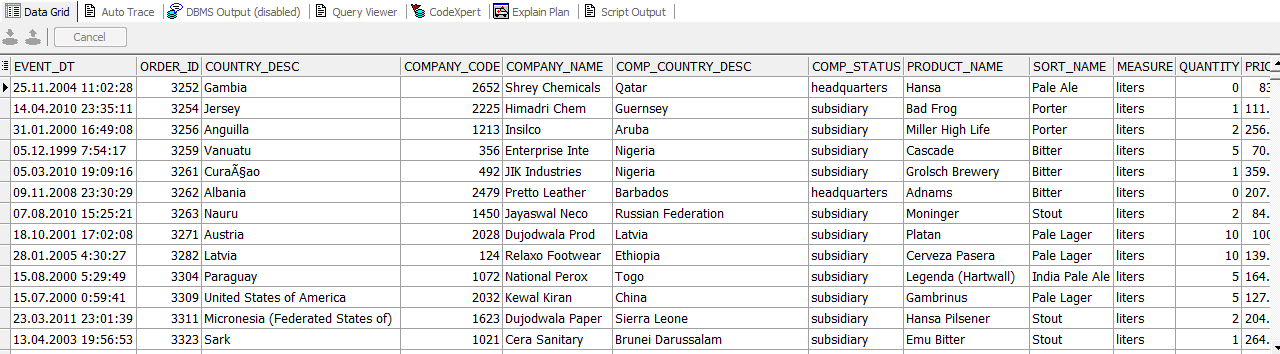 Data Grid Auto Trace DBMS Output (disabled) Query Viewer CodeXpert Explain Plan Script Output
Cancel
EVENT_DT ORDER_ID COUNTRY_DESC COMPANY_CODE COMPANY_NAME COMP_COUNTRY_DESC COMP_STATUS PRODUCT_NAME SORT_NAME MEASURE QUANTITY PRIC
25.11.2004 11:02:28 3252 Gambia 2652 Shrey Chemicals Qatar headquarters Hansa Pale Ale liters 0 83
14.04.2010 23:35:11 3254 Jersey 2225 Himadri Chem Guernsey subsidiary Bad Frog Porter liters 1 111.
31.01.2000 16:49:08 3256 Anguilla 1213 Insilco Aruba subsidiary Miller High Life Porter liters 2 256.
05.12.1999 7:54:17 3259 Vanuatu 356 Enterprise Inte Nigeria subsidiary Cascade Bitter liters 5 70.
05.03.2010 19:09:16 3261 CuraÃ§ao 492 JIK Industries Nigeria subsidiary Grolsch Brewery Bitter liters 1 359.
09.11.2008 23:30:29 3262 Albania 2479 Pretto Leather Barbados headquarters Adnams Bitter liters 0 207.
07.08.2010 15:25:21 3263 Nauru 1450 Jayaswal Neco Russian Federation subsidiary Moninger Stout liters 2 84.
18.10.2001 17:02:08 3271 Austria 2028 Dujodwala Prod Latvia subsidiary Platan Pale Lager liters 10 100
28.01.2005 4:30:27 3282 Latvia 124 Relaxo Footwear Ethiopia subsidiary Cerveza Pasera Pale Lager liters 10 139.
15.08.2000 5:29:49 3304 Paraguay 1072 National Perox Togo subsidiary Legenda (Hartwall) India Pale Ale liters 5 164.
15.07.2000 0:59:41 3309 United States of America 2032 Kewal Kiran China subsidiary Gambrinus Pale Lager liters 5 127.
23.03.2011 23:01:39 3311 Micronesia (Federated States of) 1623 Dujodwala Paper Sierra Leone subsidiary Hansa Pilsener Stout liters 2 204.
13.04.2003 19:56:53 3323 Sark 1021 Cera Sanitary Brunei Darussalam subsidiary Emu Bitter Stout liters 1 264.